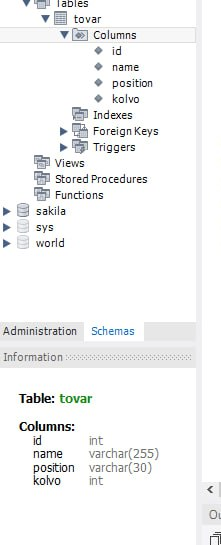 Tables
tovar
Columns
id
name
position
kolvo
Indexes
Foreign Keys
Triggers
Views
Stored Procedures
Functions
sakila
sys
world
Administration Schemas
Information
Table: tovar
Columns:
id int
name varchar(255)
position varchar(30)
kolvo int